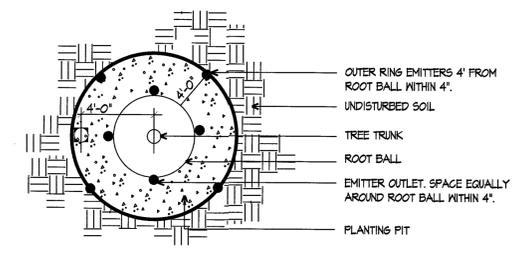 OUTER RING EMITTERS 4' FROM
ROOT BALL WITHIN 4".
UNDISTURBED SOIL
TREE TRUNK
ROOT BALL
EMITTER OUTLET. SPACE EQUALLY
AROUND ROOT BALL WITHIN 4".
PLANTING PIT
4'-0"
4'-0"